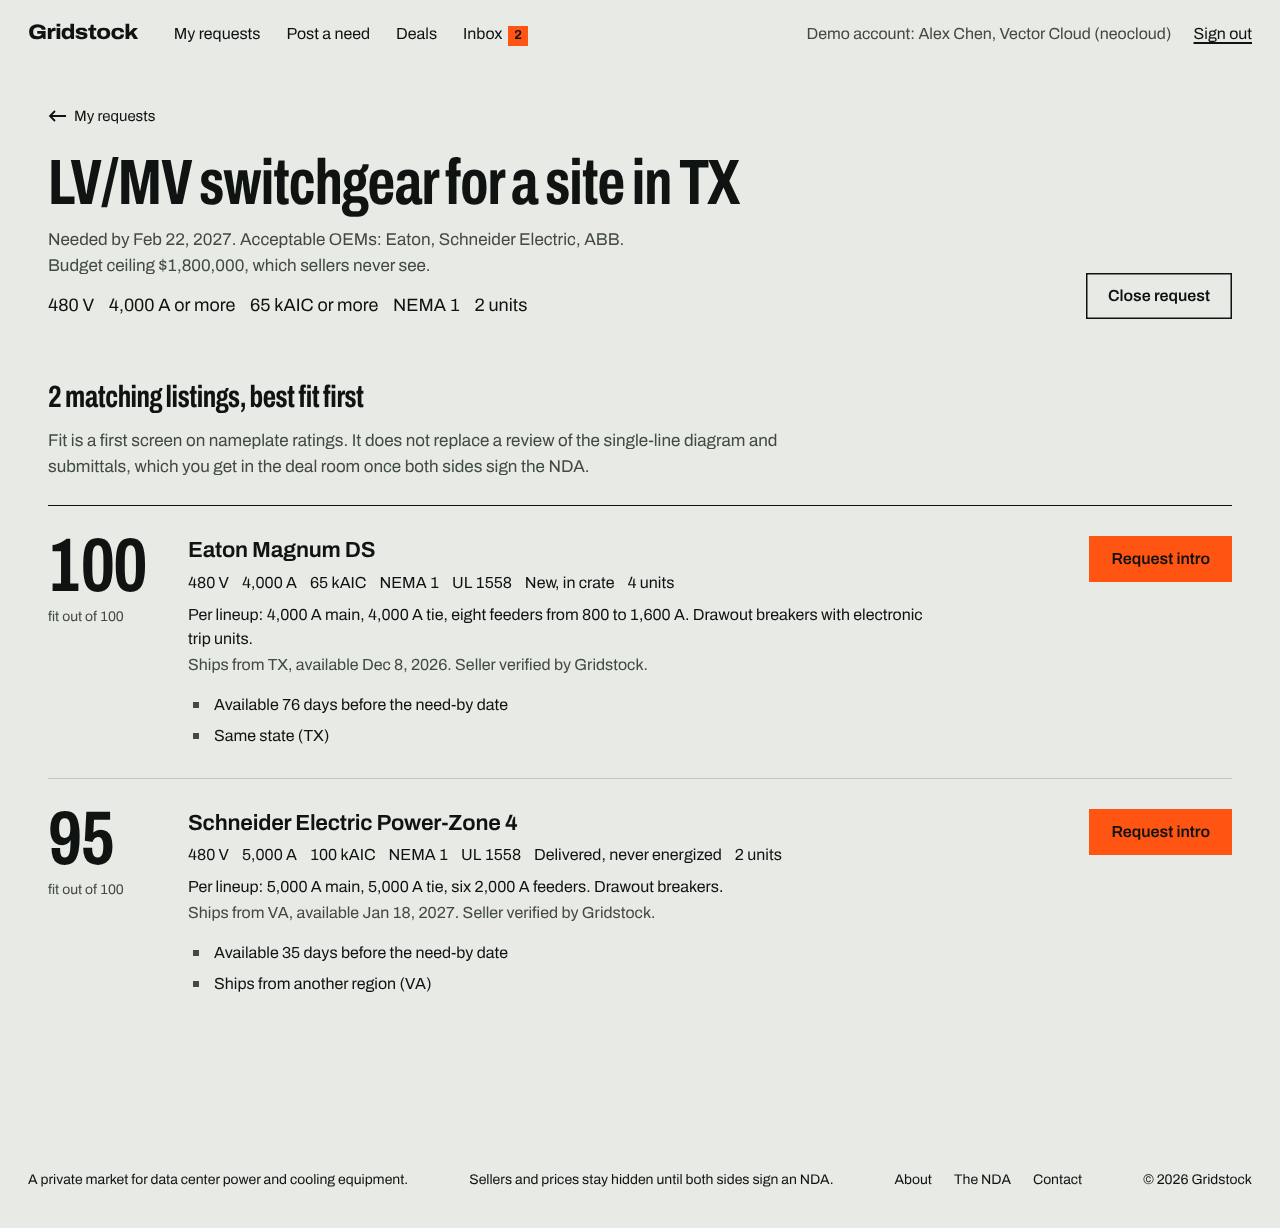 Gridstock
My requests
Post a need
Deals
Inbox 2
Demo account: Alex Chen, Vector Cloud (neocloud)
Sign out
My requests
LV/MV switchgear for a site in TX
Needed by Feb 22, 2027. Acceptable OEMs: Eaton, Schneider Electric, ABB.
Budget ceiling $1,800,000, which sellers never see.
480 V 4,000 A or more 65 kAIC or more NEMA 1 2 units
Close request
2 matching listings, best fit first
Fit is a first screen on nameplate ratings. It does not replace a review of the single-line diagram and
submittals, which you get in the deal room once both sides sign the NDA.
100
fit out of 100
Eaton Magnum DS
480 V 4,000 A 65 kAIC NEMA 1 UL 1558 New, in crate 4 units
Per lineup: 4,000 A main, 4,000 A tie, eight feeders from 800 to 1,600 A. Drawout breakers with electronic
trip units.
Ships from TX, available Dec 8, 2026. Seller verified by Gridstock.
Available 76 days before the need-by date
Same state (TX)
Request intro
95
fit out of 100
Schneider Electric Power-Zone 4
480 V 5,000 A 100 kAIC NEMA 1 UL 1558 Delivered, never energized 2 units
Per lineup: 5,000 A main, 5,000 A tie, six 2,000 A feeders. Drawout breakers.
Ships from VA, available Jan 18, 2027. Seller verified by Gridstock.
Available 35 days before the need-by date
Ships from another region (VA)
Request intro
A private market for data center power and cooling equipment.
Sellers and prices stay hidden until both sides sign an NDA.
About
The NDA
Contact
© 2026 Gridstock